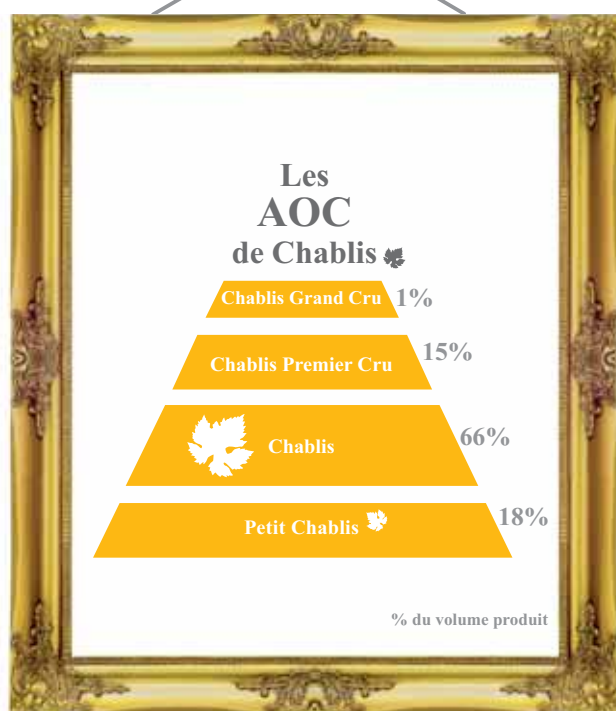 Les
AOC
de Chablis
Chablis Grand Cru 1%
Chablis Premier Cru 15%
Chablis 66%
Petit Chablis 18%
% du volume produit